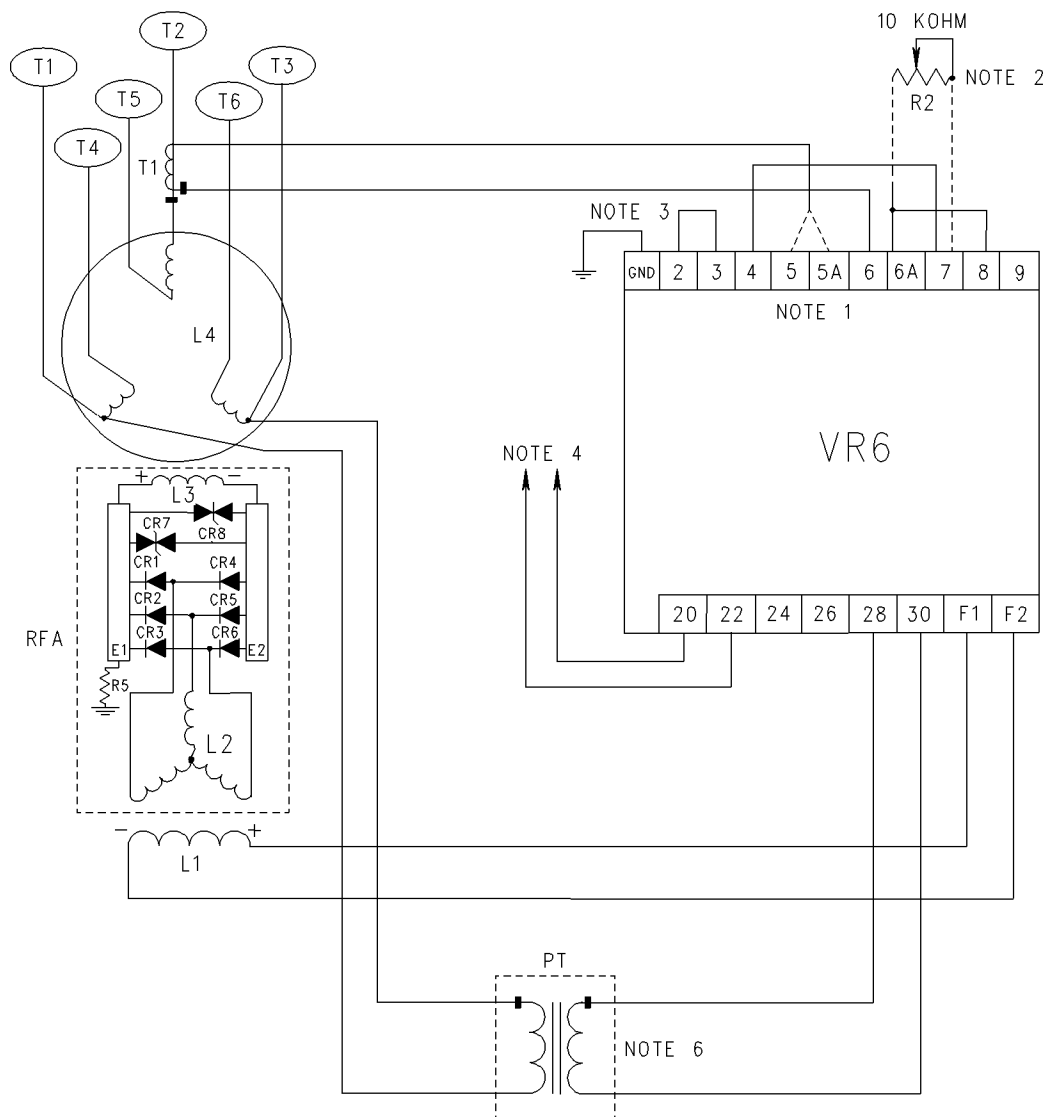 10 KOHM
T2
T1
T3
NOTE 2
T5
T6
R2
T4
T1
NOTE 3
GND 2 3 4 5 5A 6 6A 7 8 9
NOTE 1
L4
VR6
NOTE 4
+ -
L3
CR7
CR8
CR1 CR4
CR2 CR5
CR3 CR6
RFA
E1 E2
R5
20 22 24 26 28 30 F1 F2
L2
- +
L1
PT
NOTE 6